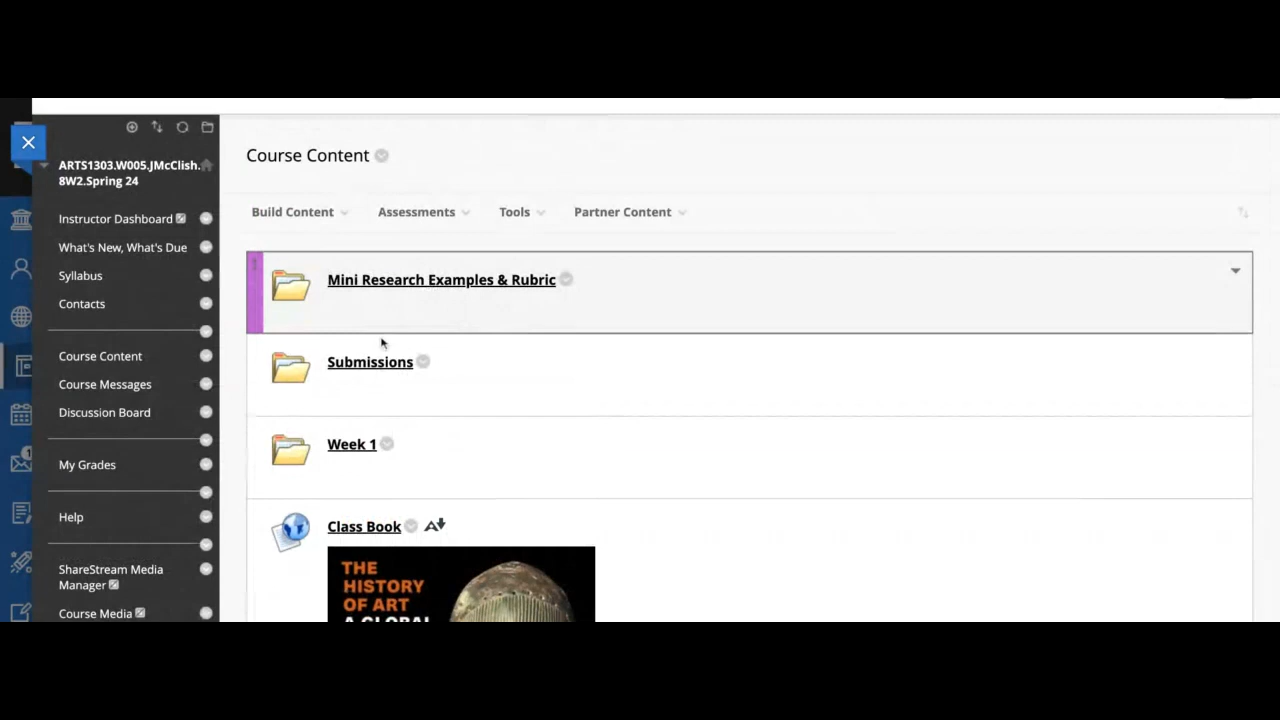 ARTS1303.W005.JMcClish.
8W2.Spring 24
Instructor Dashboard
What's New, What's Due
Syllabus
Contacts
Course Content
Course Messages
Discussion Board
My Grades
Help
ShareStream Media
Manager
Course Media
Course Content
Build Content
Assessments
Tools
Partner Content
Mini Research Examples & Rubric
Submissions
Week 1
Class Book
THE
HISTORY
OF ART
A GLOBAL